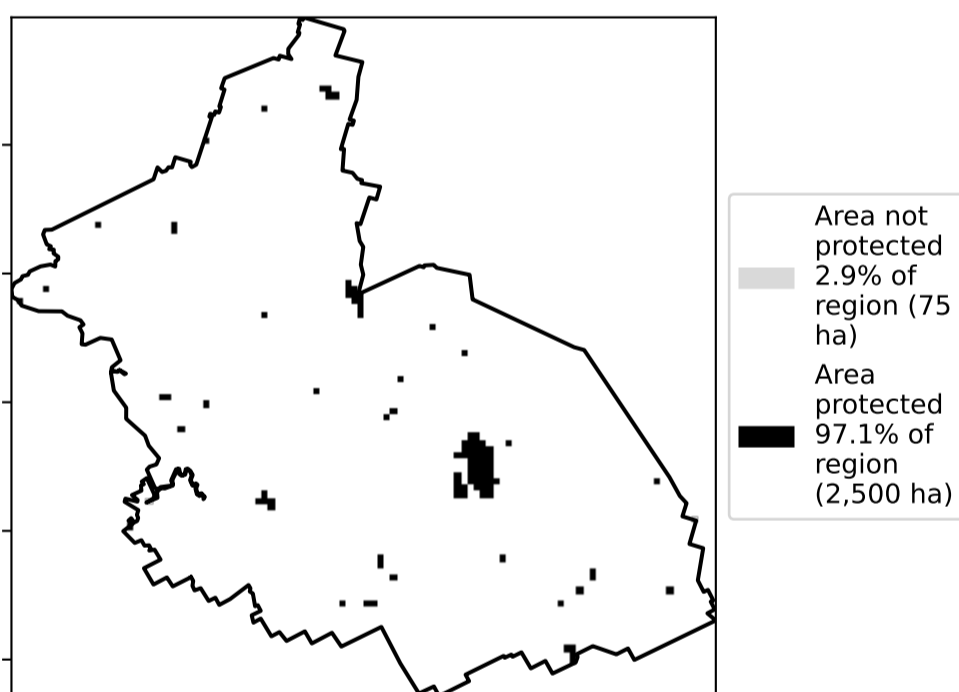 Area not
protected
2.9% of
region (75
ha)
Area
protected
97.1% of
region
(2,500 ha)